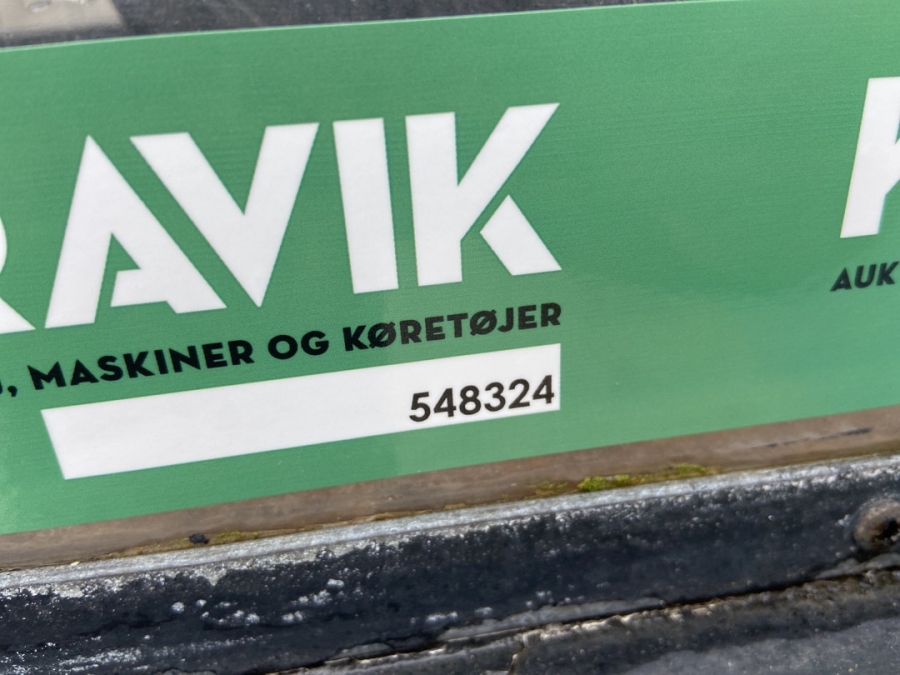 RAVIK
, MASKINER OG KØRETØJER
548324
K
AUK